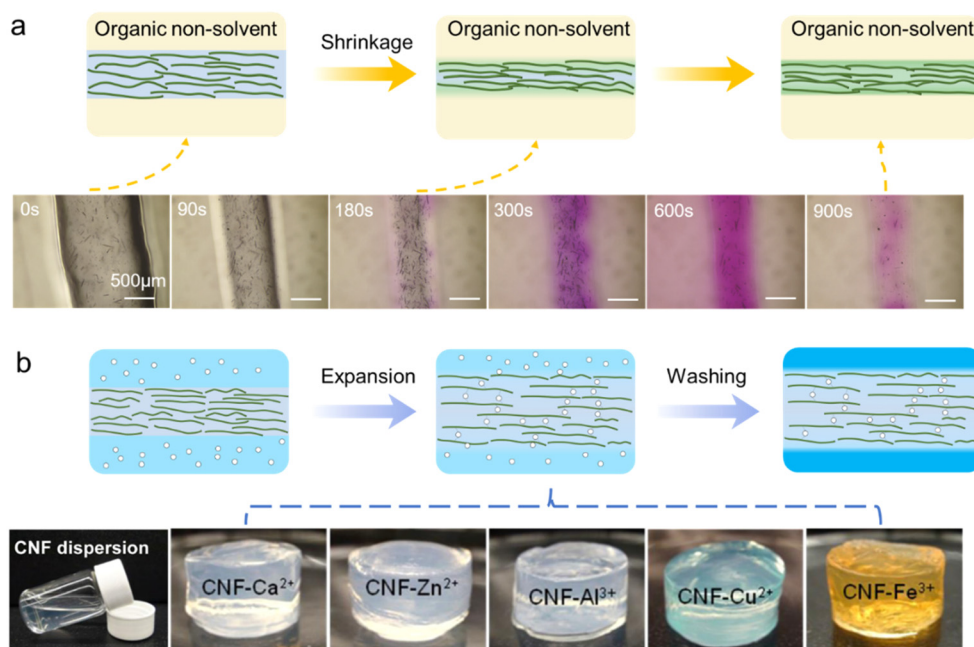 a
Organic non-solvent
Shrinkage
Organic non-solvent
Organic non-solvent
0s
90s
180s
300s
600s
900s
500μm
b
Expansion
Washing
CNF dispersion
CNF-Ca²⁺
CNF-Zn²⁺
CNF-Al³⁺
CNF-Cu²⁺
CNF-Fe³⁺